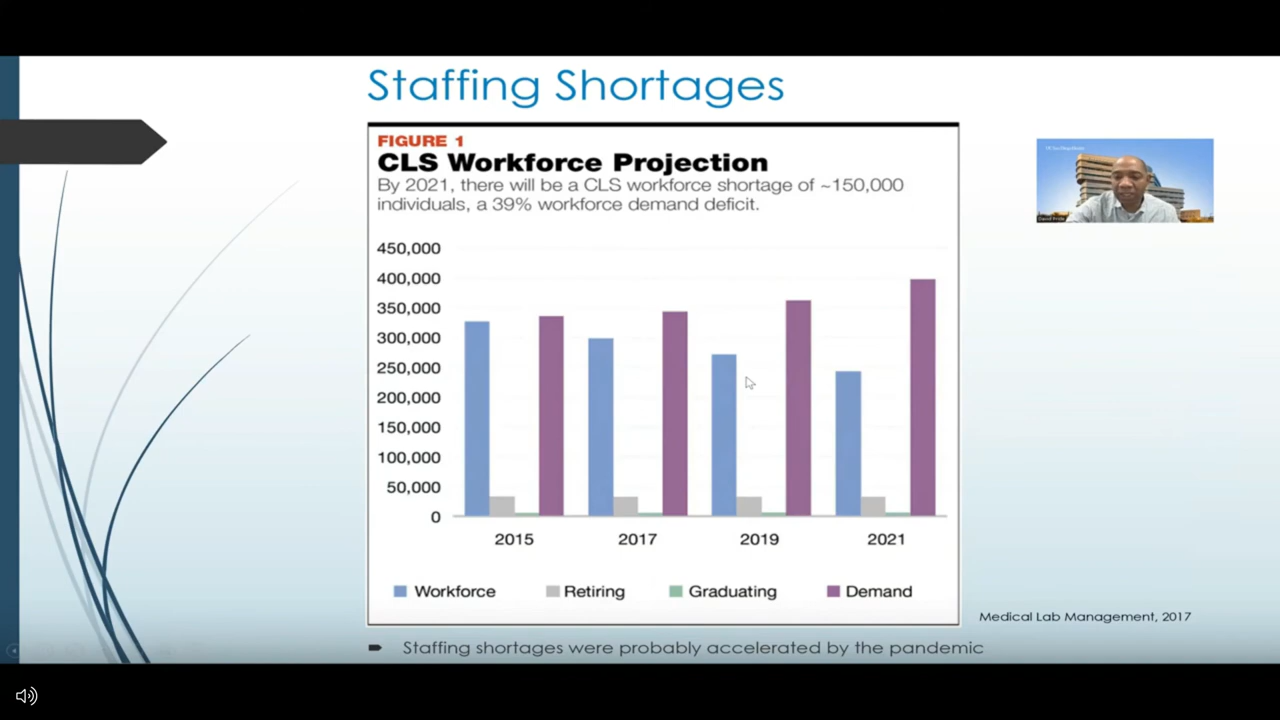 Staffing Shortages
FIGURE 1
CLS Workforce Projection
By 2021, there will be a CLS workforce shortage of ~150,000
individuals, a 39% workforce demand deficit.
450,000
400,000
350,000
300,000
250,000
200,000
150,000
100,000
50,000
0
2015 2017 2019 2021
Workforce Retiring Graduating Demand
Medical Lab Management, 2017
Staffing shortages were probably accelerated by the pandemic